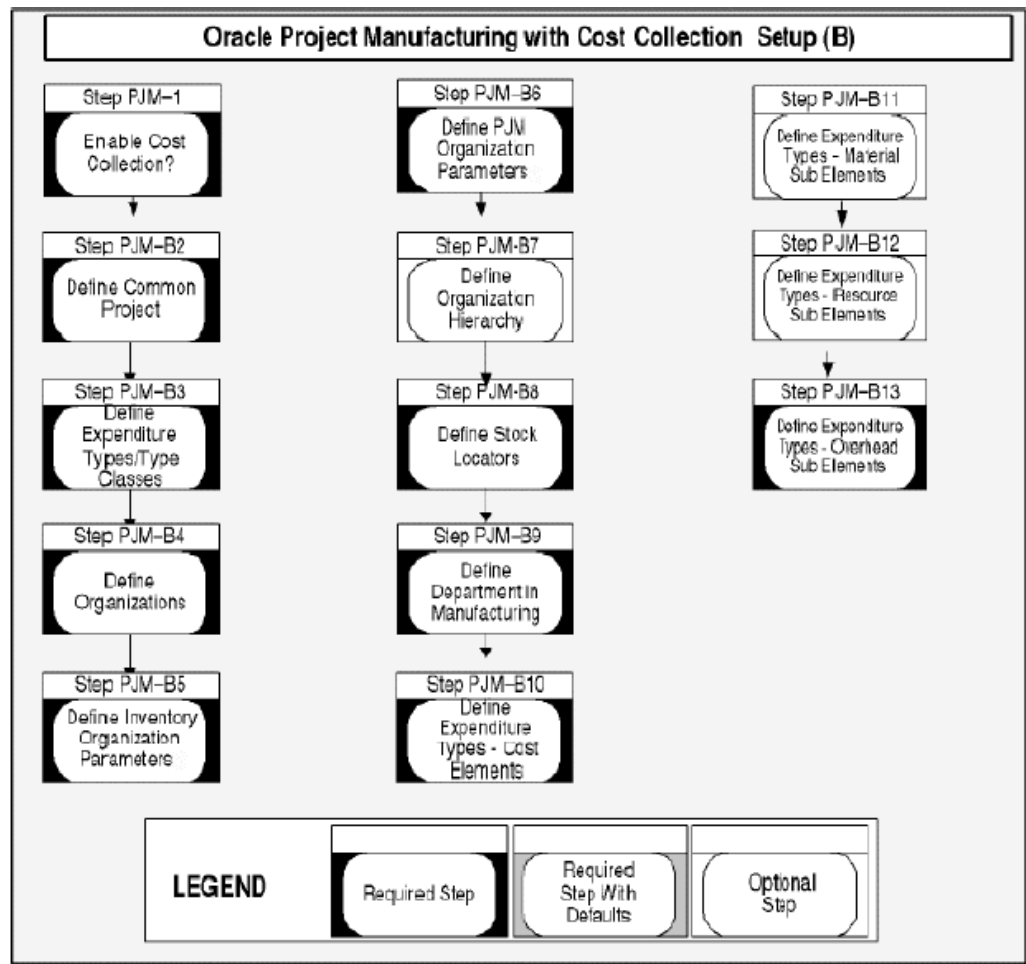 Oracle Project Manufacturing with Cost Collection Setup (B)
Step PJM-1
Enable Cost
Collection?
Step PJM-B2
Define Common
Project
Step PJM-B3
Define
Expenditure
Types/Type
Classes
Step PJM-B4
Define
Organizations
Step PJM-B5
Define Inventory
Organization
Parameters
Step PJM-B6
Define PJM
Organization
Parameters
Step PJM-B7
Define
Organization
Hierarchy
Step PJM-B8
Define Stock
Locators
Step PJM-B9
Define
Department in
Manufacturing
Step PJM-B10
Define
Expenditure
Types - Cost
Elements
Step PJM-B11
Define Expenditure
Types - Material
Sub Elements
Step PJM-B12
Define Expenditure
Types - Resource
Sub Elements
Step PJM-B13
Define Expenditure
Types - Overhead
Sub Elements
LEGEND
Required Step
Required
Step With
Defaults
Optional
Step